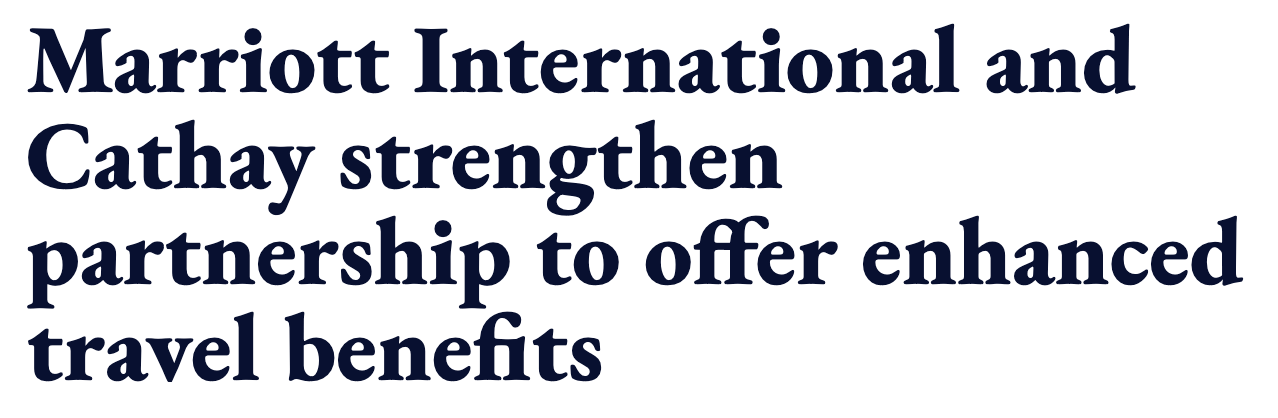 Marriott International and
Cathay strengthen
partnership to offer enhanced
travel benefits